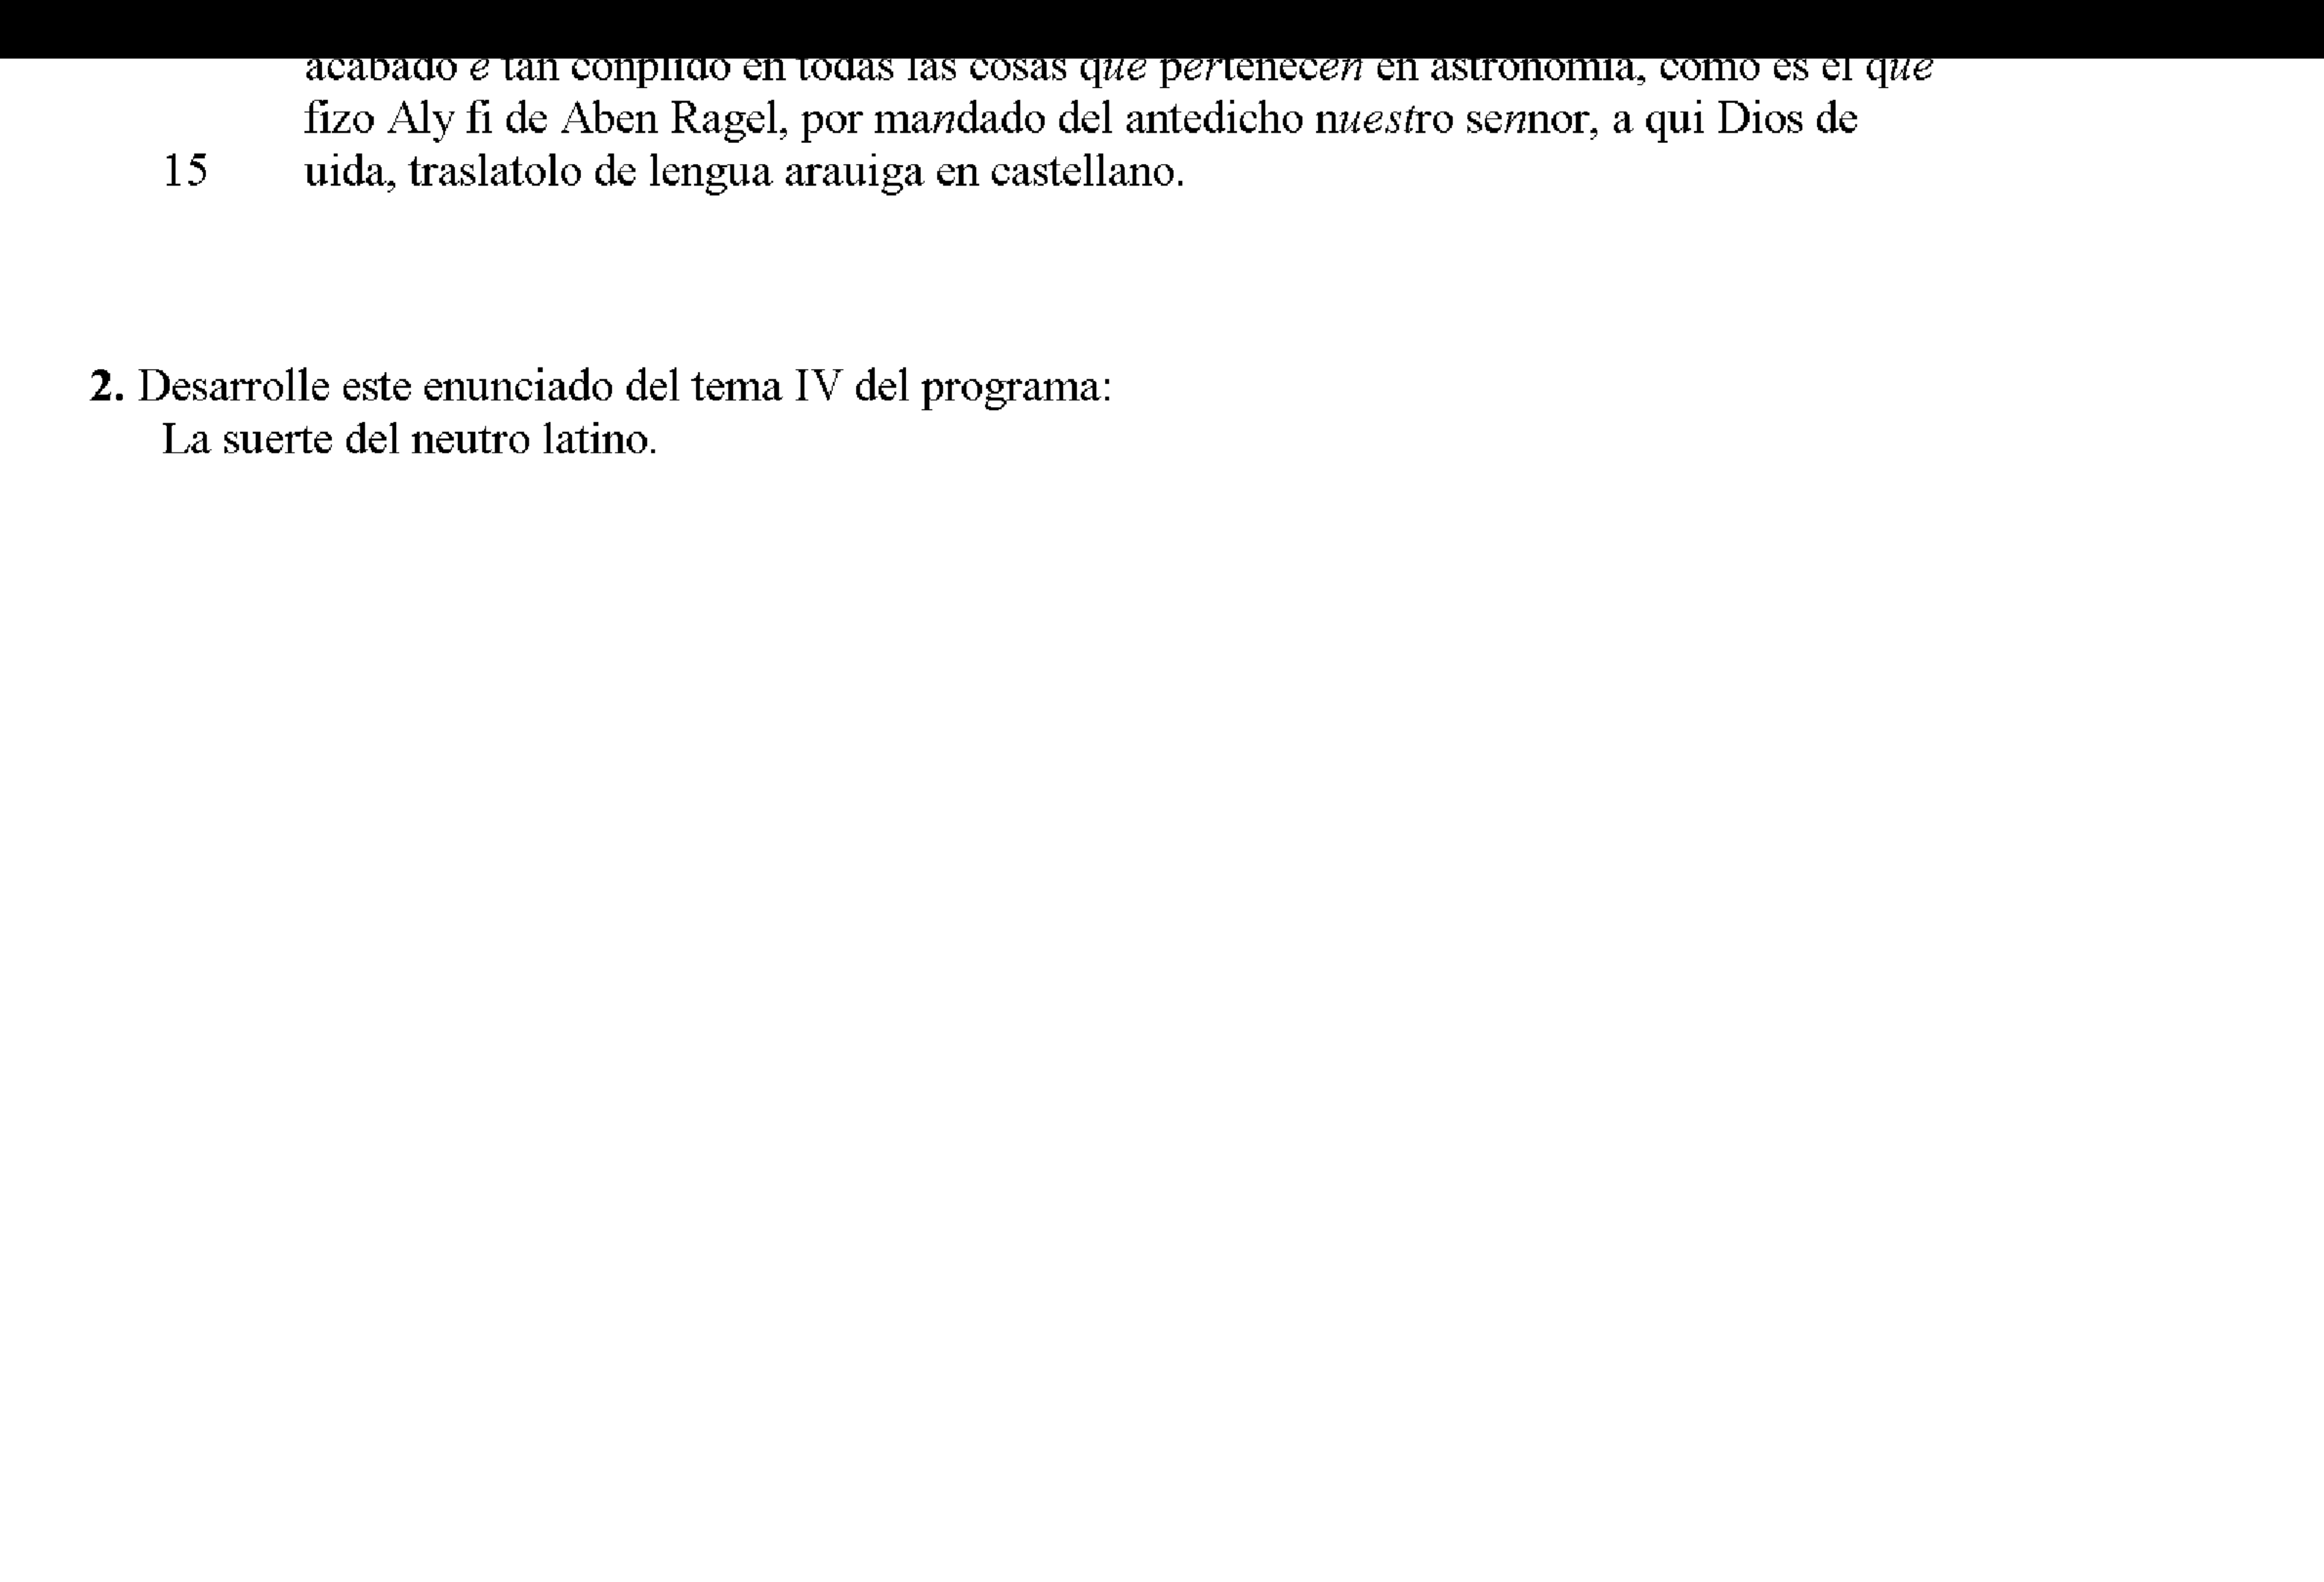 acabado e tan conplido en todas las cosas que pertenecen en astronomia, como es el que
fizo Aly fi de Aben Ragel, por mandado del antedicho nuestro sennor, a qui Dios de
15 uida, traslatolo de lengua arauiga en castellano.
2. Desarrolle este enunciado del tema IV del programa:
La suerte del neutro latino.